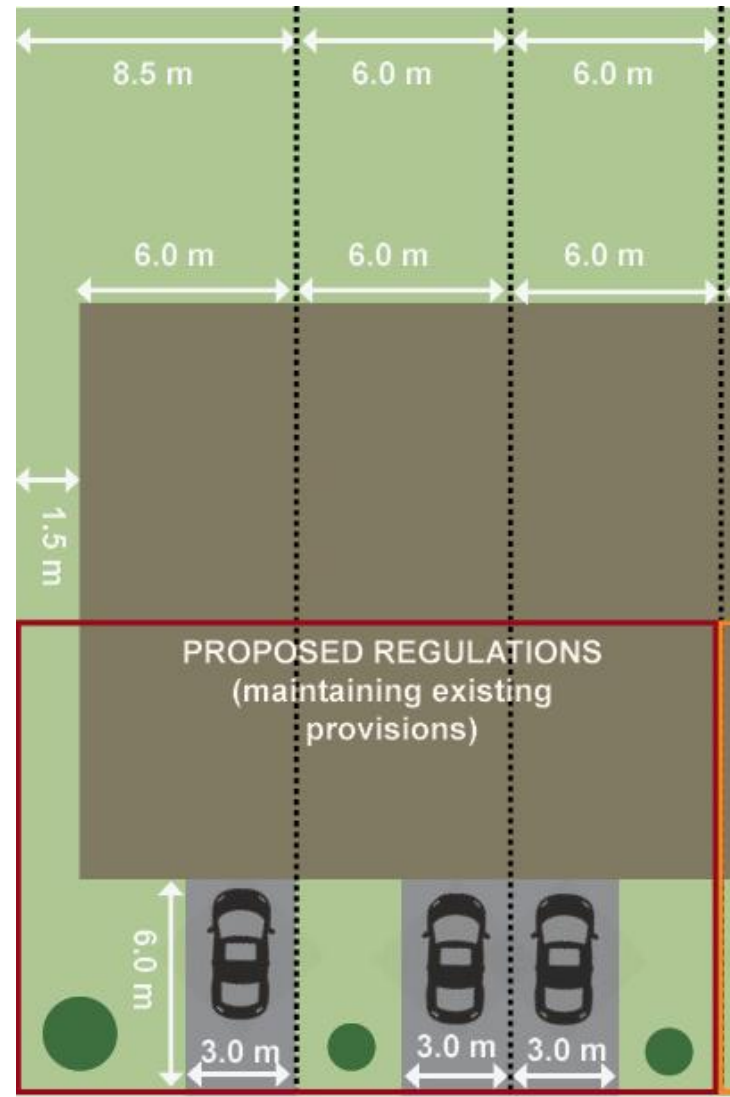 8.5 m 6.0 m 6.0 m
6.0 m 6.0 m 6.0 m
1.5 m
PROPOSED REGULATIONS
(maintaining existing
provisions)
6.0 m
3.0 m 3.0 m 3.0 m